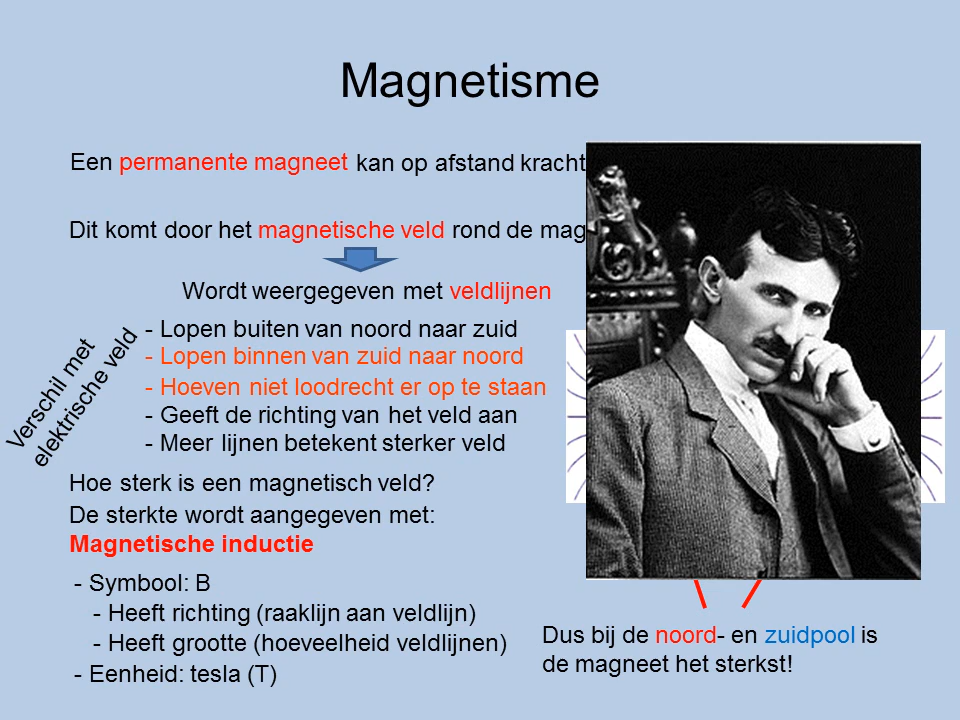 Magnetisme
Een permanente magneet kan op afstand kracht
Dit komt door het magnetische veld rond de mag
Wordt weergegeven met veldlijnen
- Lopen buiten van noord naar zuid
- Lopen binnen van zuid naar noord
- Hoeven niet loodrecht er op te staan
- Geeft de richting van het veld aan
- Meer lijnen betekent sterker veld
Verschil met
elektrische veld
Hoe sterk is een magnetisch veld?
De sterkte wordt aangegeven met:
Magnetische inductie
- Symbool: B
- Heeft richting (raaklijn aan veldlijn)
- Heeft grootte (hoeveelheid veldlijnen)
- Eenheid: tesla (T)
Dus bij de noord- en zuidpool is
de magneet het sterkst!